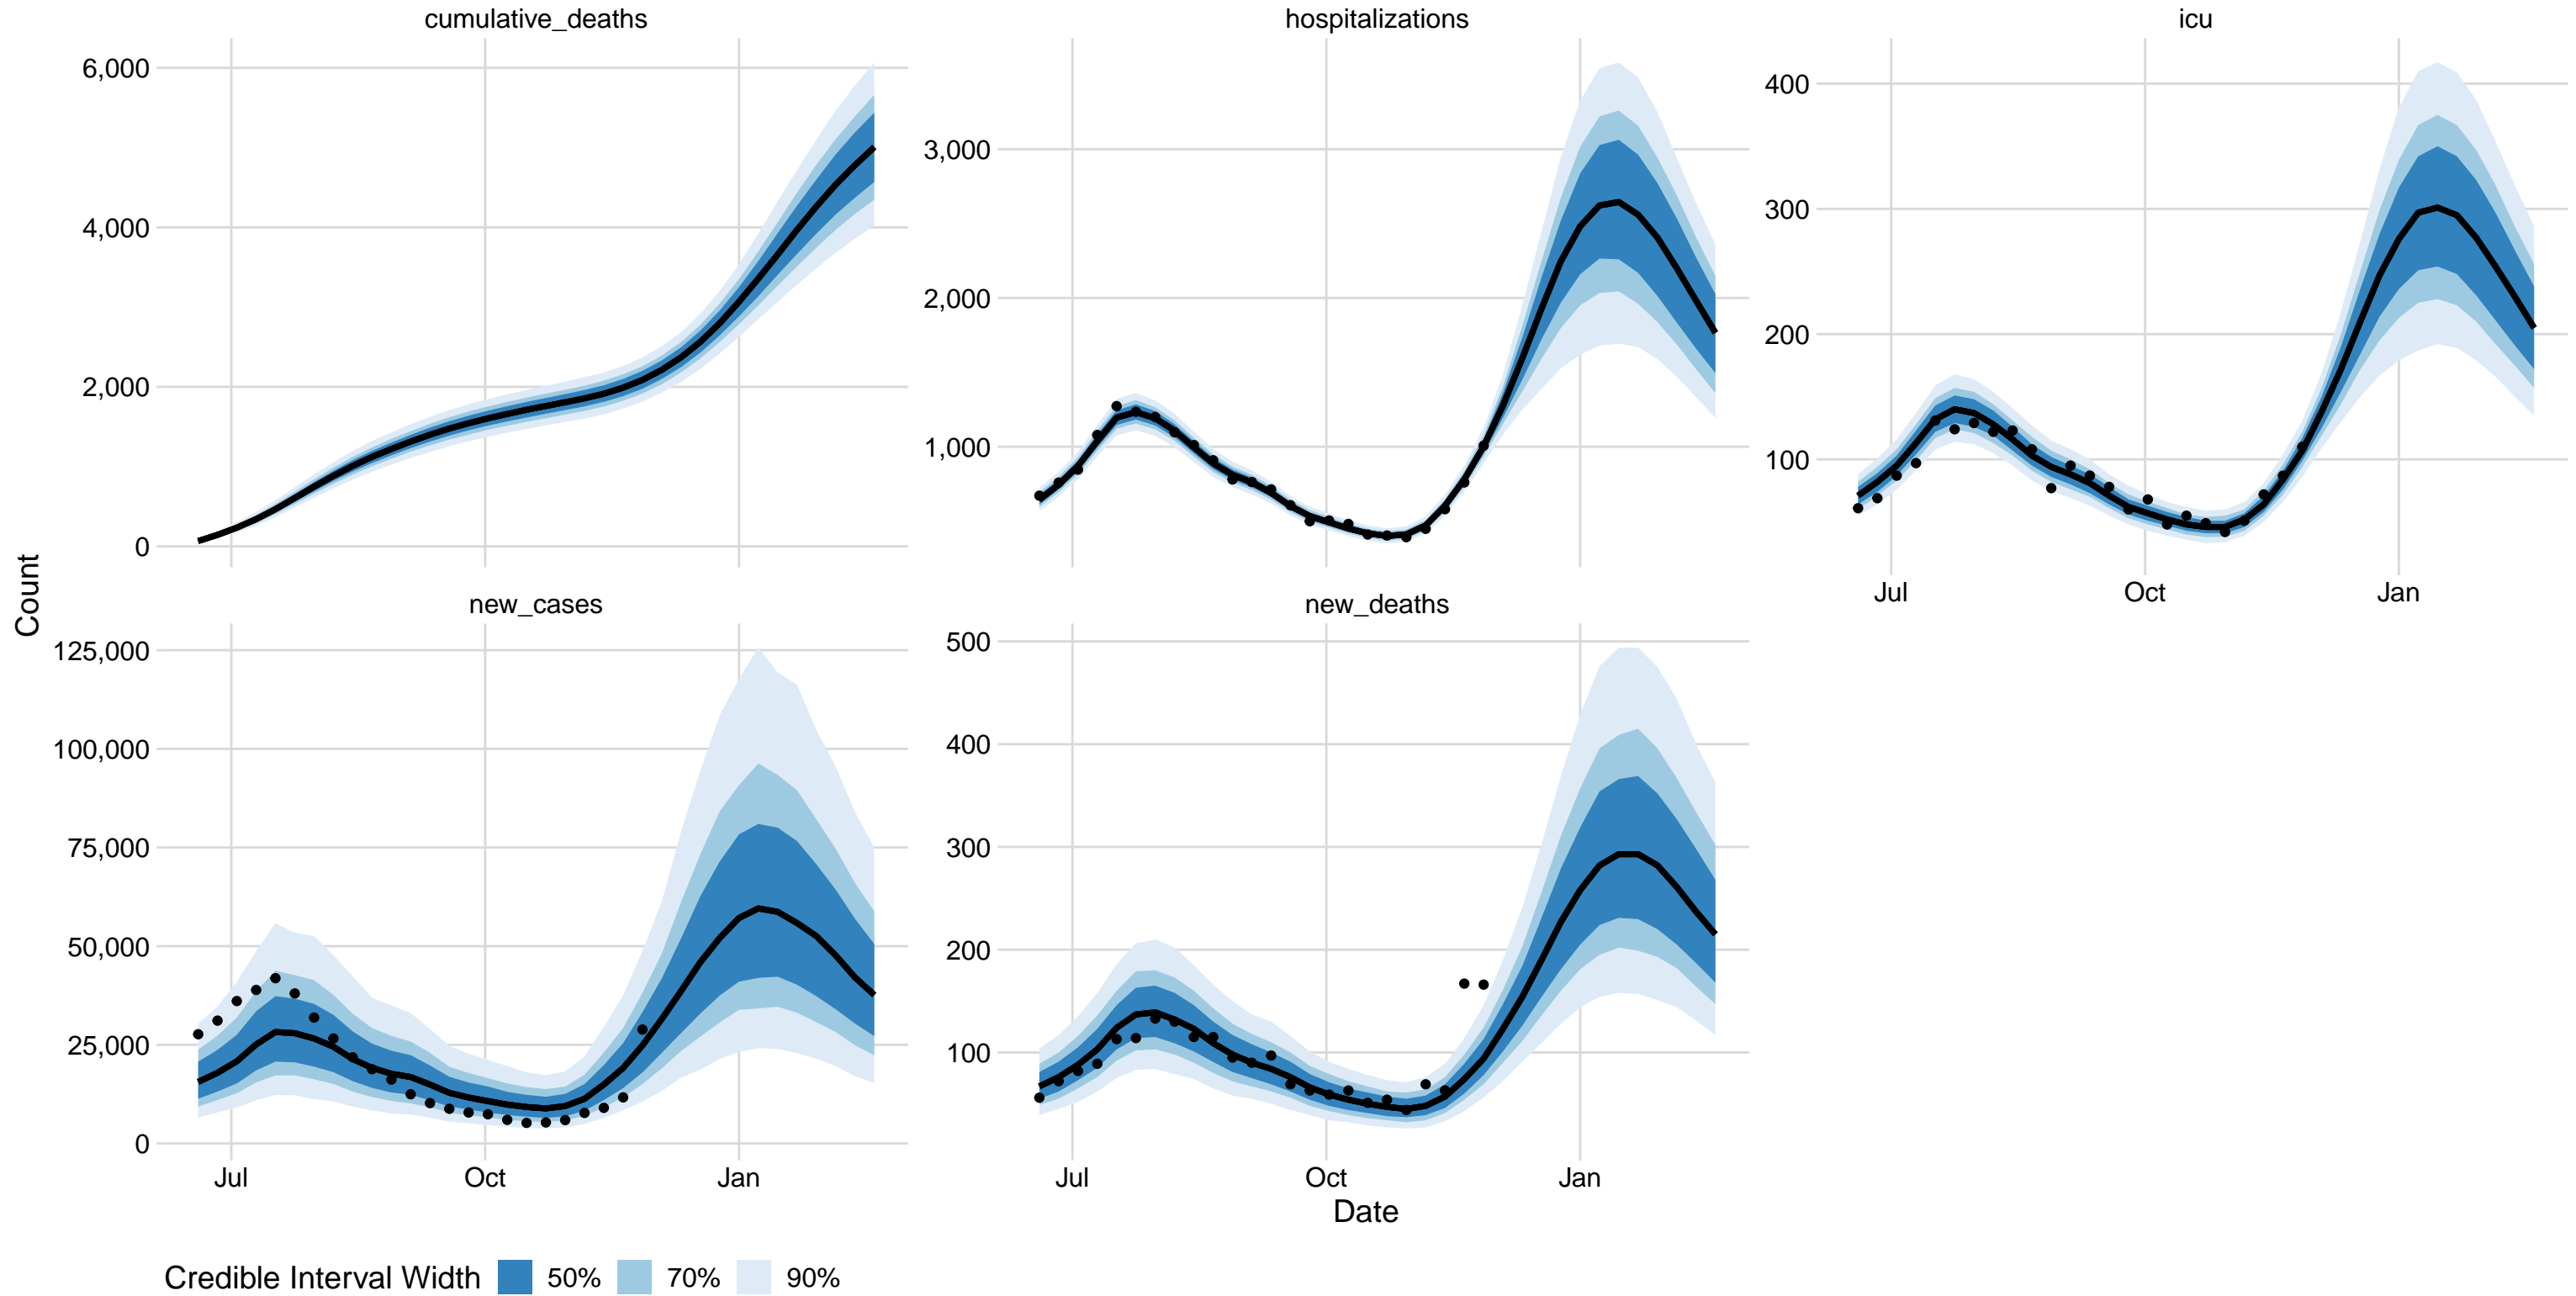 cumulative_deaths
hospitalizations
icu
6,000
4,000
2,000
0
3,000
2,000
1,000
400
300
200
100
Jul Oct Jan
Count
new_cases
new_deaths
125,000
100,000
75,000
50,000
25,000
0
500
400
300
200
100
Jul Oct Jan
Jul Oct Jan
Date
Credible Interval Width 50% 70% 90%